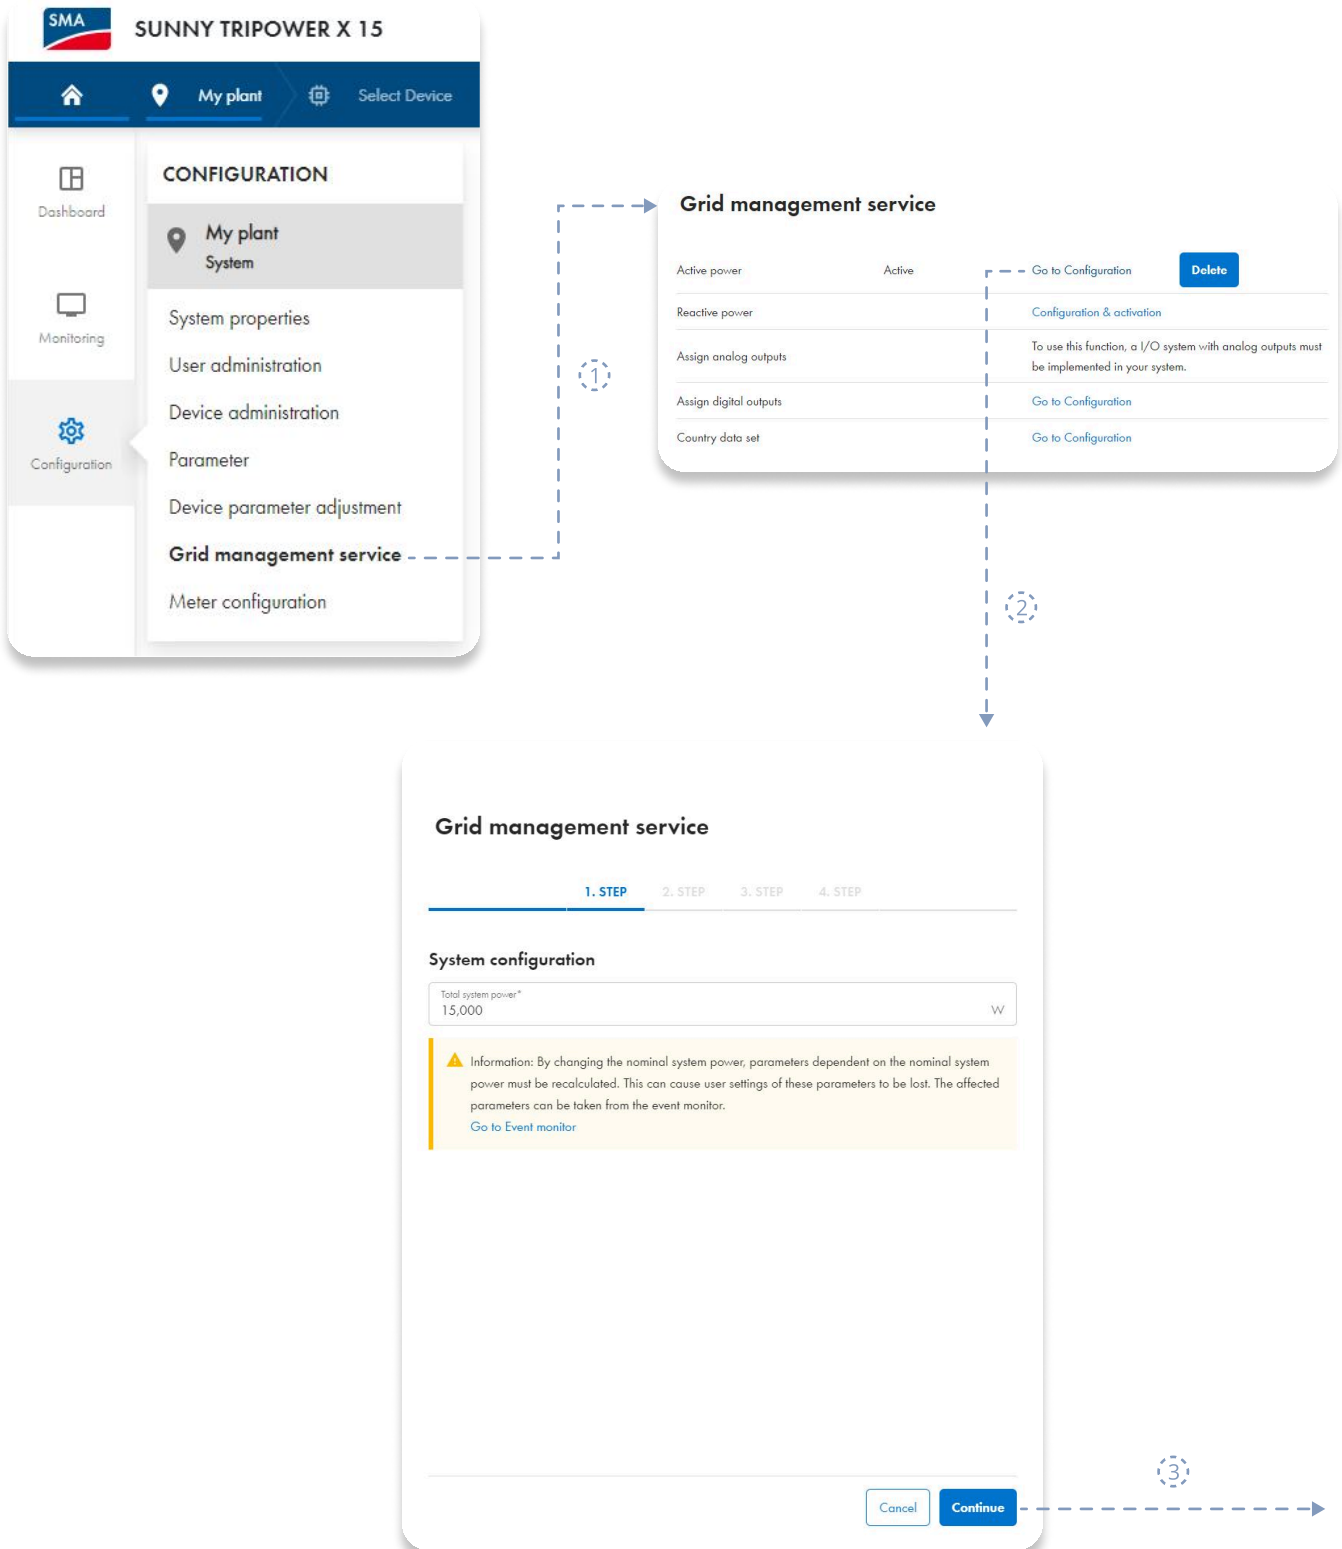 SMA
SUNNY TRIPOWER X 15
My plant
Select Device
Dashboard
Monitoring
Configuration
CONFIGURATION
My plant
System
System properties
User administration
Device administration
Parameter
Device parameter adjustment
Grid management service
Meter configuration
1
Grid management service
Active power Active Go to Configuration Delete
Reactive power Configuration & activation
Assign analog outputs To use this function, a I/O system with analog outputs must
be implemented in your system.
Assign digital outputs Go to Configuration
Country data set Go to Configuration
2
Grid management service
1. STEP 2. STEP 3. STEP 4. STEP
System configuration
Total system power*
15,000 W
Information: By changing the nominal system power, parameters dependent on the nominal system
power must be recalculated. This can cause user settings of these parameters to be lost. The affected
parameters can be taken from the event monitor.
Go to Event monitor
Cancel Continue
3